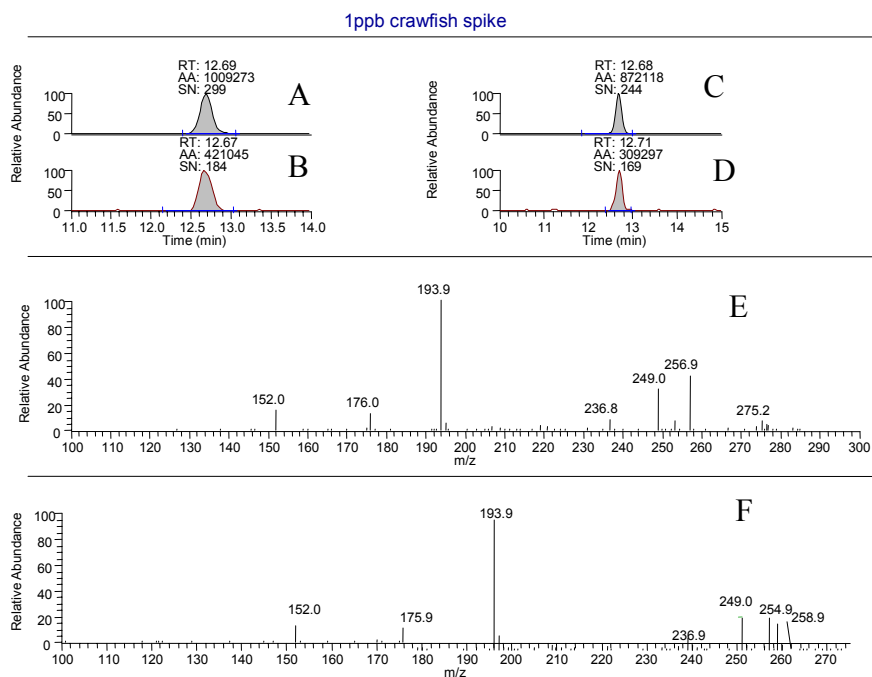 1ppb crawfish spike
RT: 12.69
AA: 1009273
SN: 299
A
Relative Abundance
100
50
0
RT: 12.67
AA: 421045
SN: 184
B
100
50
0
11.0 11.5 12.0 12.5 13.0 13.5 14.0
Time (min)
RT: 12.68
AA: 872118
SN: 244
C
Relative Abundance
100
50
0
RT: 12.71
AA: 309297
SN: 169
D
100
50
0
10 11 12 13 14 15
Time (min)
E
Relative Abundance
100
80
60
40
20
0
193.9
256.9
249.0
152.0
176.0
236.8
275.2
100 110 120 130 140 150 160 170 180 190 200 210 220 230 240 250 260 270 280 290 300
m/z
F
Relative Abundance
100
80
60
40
20
0
193.9
152.0
175.9
236.9
249.0
254.9
258.9
100 110 120 130 140 150 160 170 180 190 200 210 220 230 240 250 260 270
m/z